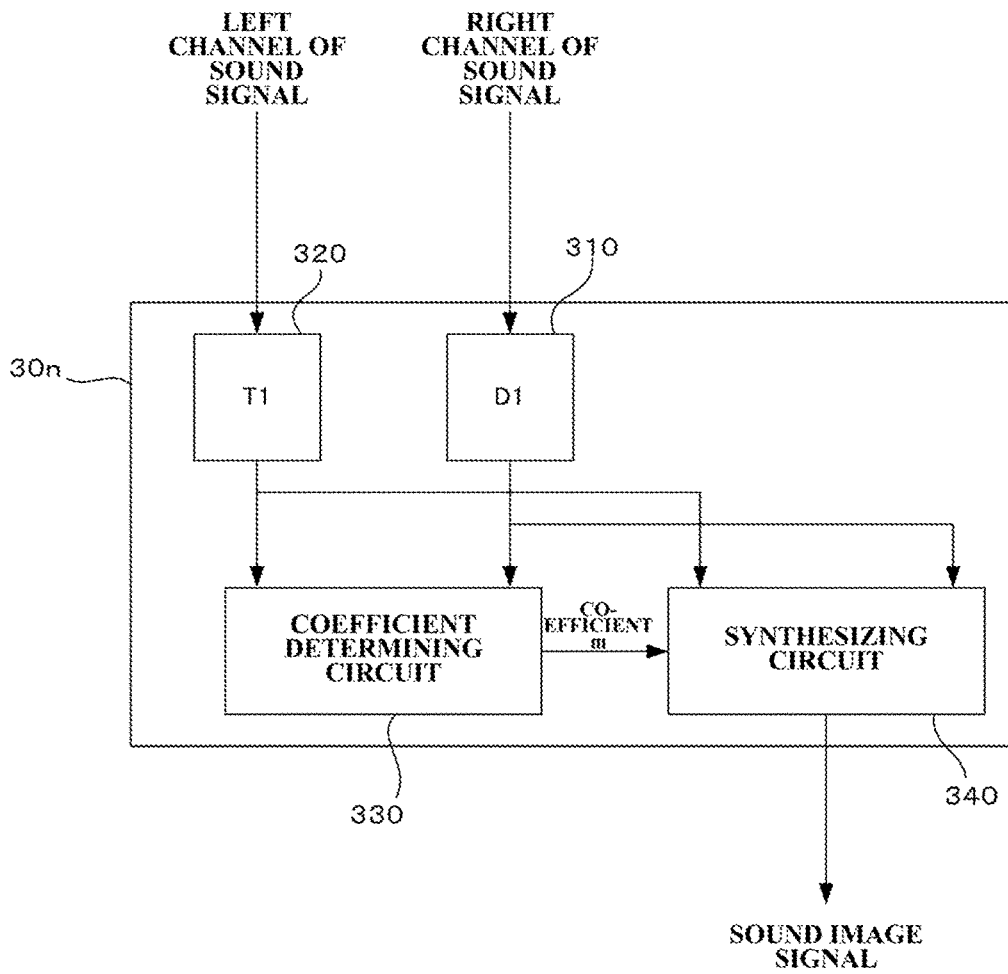 LEFT
CHANNEL OF
SOUND
SIGNAL
RIGHT
CHANNEL OF
SOUND
SIGNAL
320
310
30n
T1
D1
COEFFICIENT
DETERMINING
CIRCUIT
CO-
EFFICIENT
m
SYNTHESIZING
CIRCUIT
330
340
SOUND IMAGE
SIGNAL